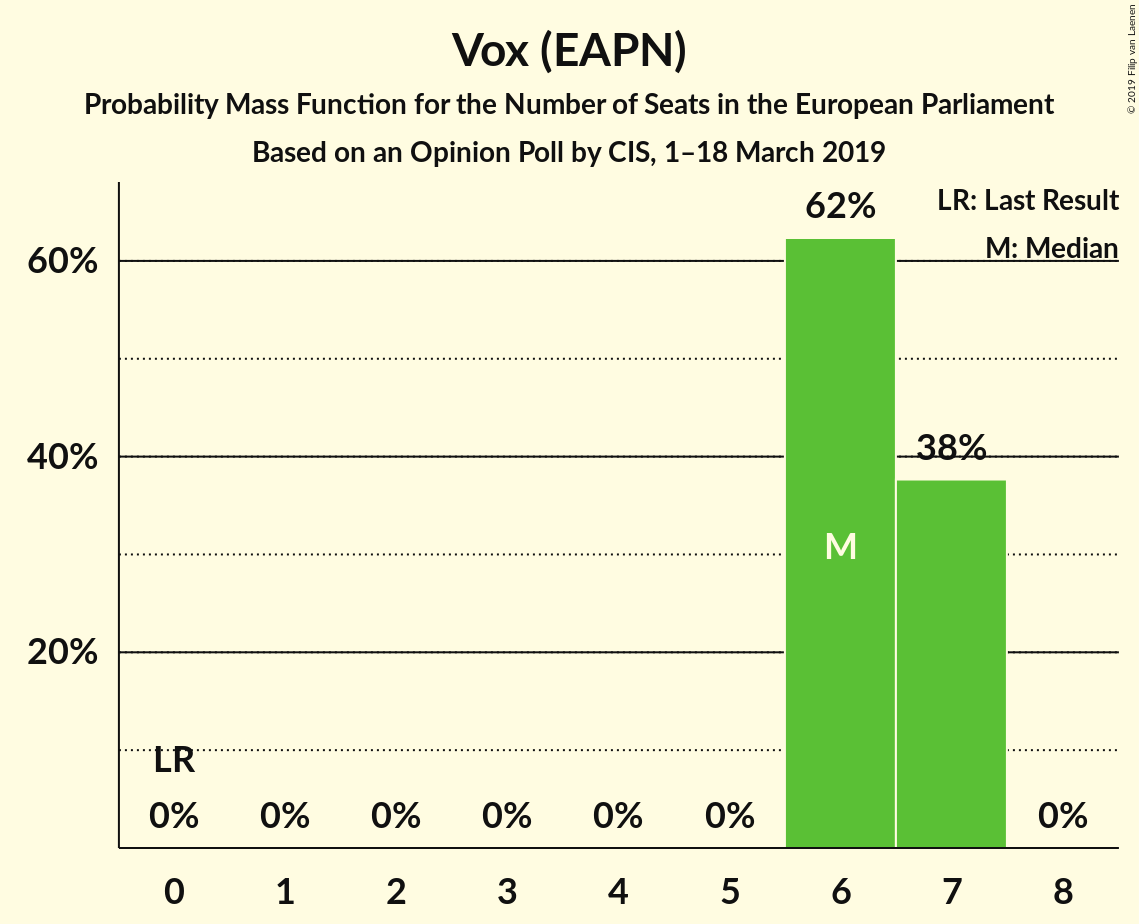 Vox (EAPN)
Probability Mass Function for the Number of Seats in the European Parliament
Based on an Opinion Poll by CIS, 1–18 March 2019
© 2019 Filip van Laenen
LR: Last Result
M: Median
62%
60%
38%
40%
M
20%
LR
0% 0% 0% 0% 0% 0% 0%
0 1 2 3 4 5 6 7 8